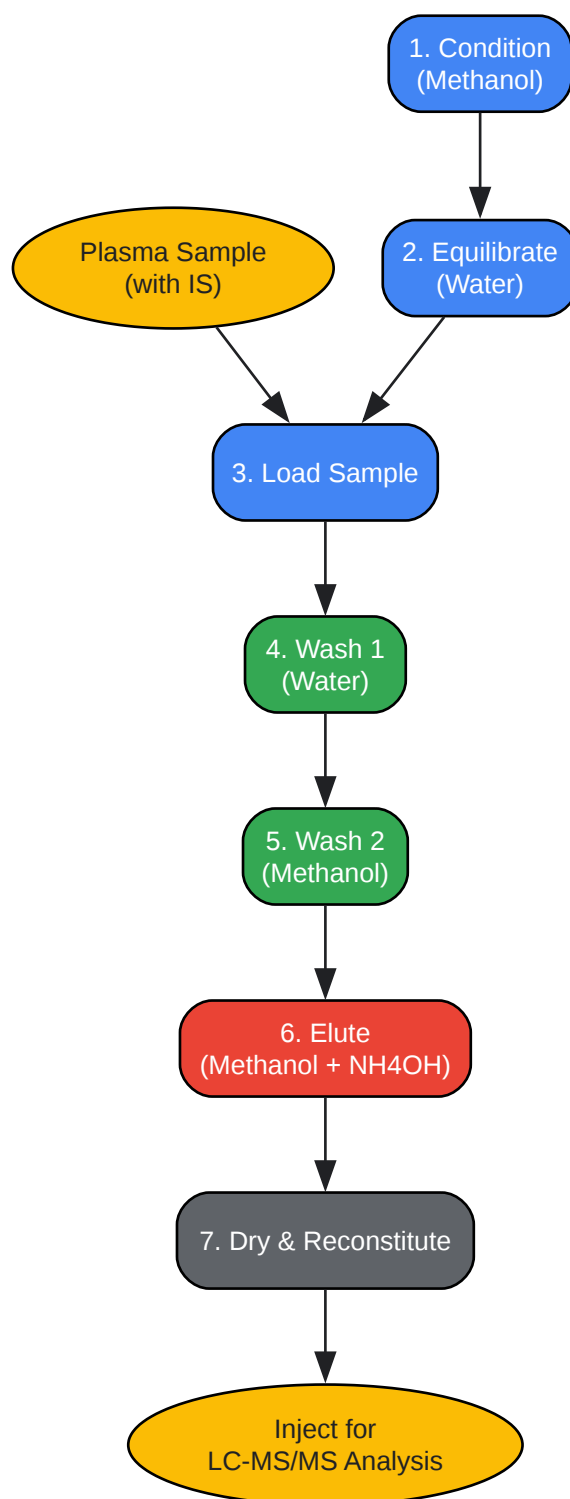 1. Condition
(Methanol)
Plasma Sample
(with IS)
2. Equilibrate
(Water)
3. Load Sample
4. Wash 1
(Water)
5. Wash 2
(Methanol)
6. Elute
(Methanol + NH4OH)
7. Dry & Reconstitute
Inject for
LC-MS/MS Analysis